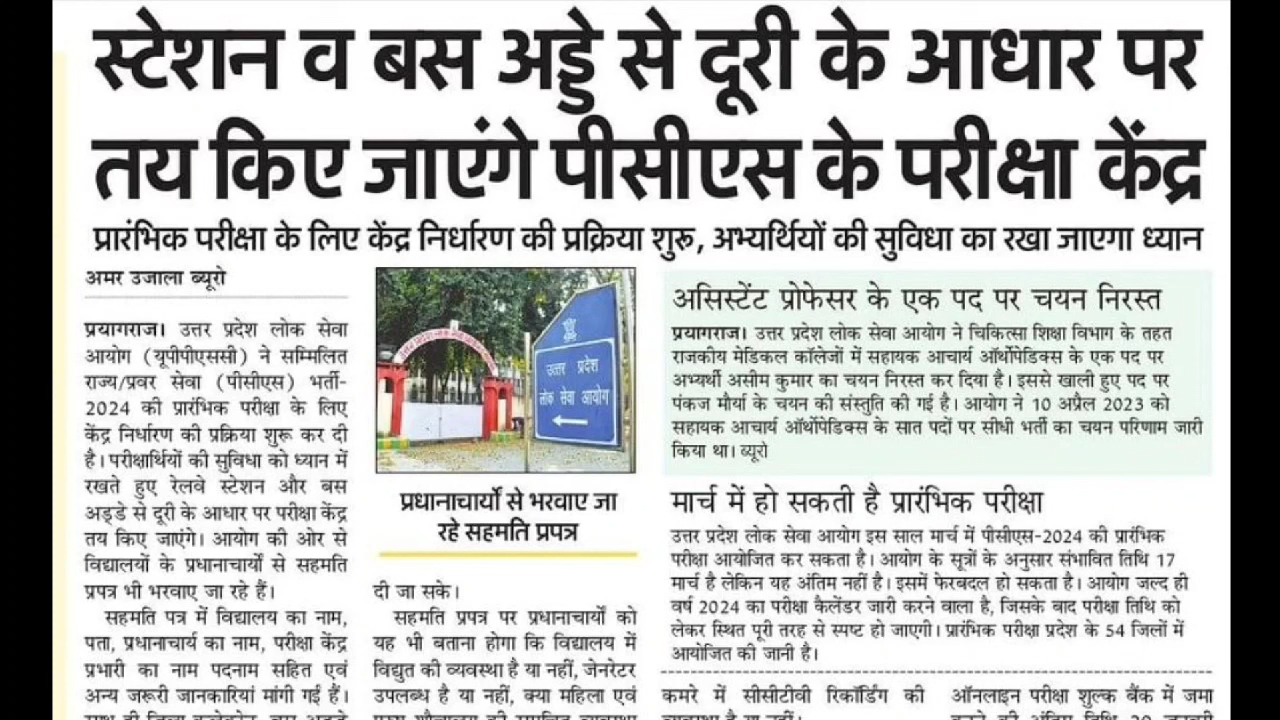 स्टेशन व बस अड्डे से दूरी के आधार पर
तय किए जाएंगे पीसीएस के परीक्षा केंद्र
प्रारंभिक परीक्षा के लिए केंद्र निर्धारण की प्रक्रिया शुरू, अभ्यर्थियों की सुविधा का रखा जाएगा ध्यान
अमर उजाला ब्यूरो
प्रयागराज। उत्तर प्रदेश लोक सेवा
आयोग (यूपीपीएससी) ने सम्मिलित
राज्य/प्रवर सेवा (पीसीएस) भर्ती-
2024 की प्रारंभिक परीक्षा के लिए
केंद्र निर्धारण की प्रक्रिया शुरू कर दी
है। परीक्षार्थियों की सुविधा को ध्यान में
रखते हुए रेलवे स्टेशन और बस
अड्डे से दूरी के आधार पर परीक्षा केंद्र
तय किए जाएंगे। आयोग की ओर से
विद्यालयों के प्रधानाचार्यों से सहमति
प्रपत्र भी भरवाए जा रहे हैं।
सहमति पत्र में विद्यालय का नाम,
पता, प्रधानाचार्य का नाम, परीक्षा केंद्र
प्रभारी का नाम पदनाम सहित एवं
अन्य जरूरी जानकारियां मांगी गई हैं।
उत्तर प्रदेश
लोक सेवा आयोग
प्रधानाचार्यों से भरवाए जा
रहे सहमति प्रपत्र
दी जा सके।
सहमति प्रपत्र पर प्रधानाचार्यों को
यह भी बताना होगा कि विद्यालय में
विद्युत की व्यवस्था है या नहीं, जेनरेटर
उपलब्ध है या नहीं, क्या महिला एवं
असिस्टेंट प्रोफेसर के एक पद पर चयन निरस्त
प्रयागराज। उत्तर प्रदेश लोक सेवा आयोग ने चिकित्सा शिक्षा विभाग के तहत
राजकीय मेडिकल कॉलेजों में सहायक आचार्य ऑर्थोपेडिक्स के एक पद पर
अभ्यर्थी असीम कुमार का चयन निरस्त कर दिया है। इससे खाली हुए पद पर
पंकज मौर्या के चयन की संस्तुति की गई है। आयोग ने 10 अप्रैल 2023 को
सहायक आचार्य ऑर्थोपेडिक्स के सात पदों पर सीधी भर्ती का चयन परिणाम जारी
किया था। ब्यूरो
मार्च में हो सकती है प्रारंभिक परीक्षा
उत्तर प्रदेश लोक सेवा आयोग इस साल मार्च में पीसीएस-2024 की प्रारंभिक
परीक्षा आयोजित कर सकता है। आयोग के सूत्रों के अनुसार संभावित तिथि 17
मार्च है लेकिन यह अंतिम नहीं है। इसमें फेरबदल हो सकता है। आयोग जल्द ही
वर्ष 2024 का परीक्षा कैलेंडर जारी करने वाला है, जिसके बाद परीक्षा तिथि को
लेकर स्थित पूरी तरह से स्पष्ट हो जाएगी। प्रारंभिक परीक्षा प्रदेश के 54 जिलों में
आयोजित की जानी है।
कमरे में सीसीटीवी रिकॉर्डिंग की
ऑनलाइन परीक्षा शुल्क बैंक में जमा